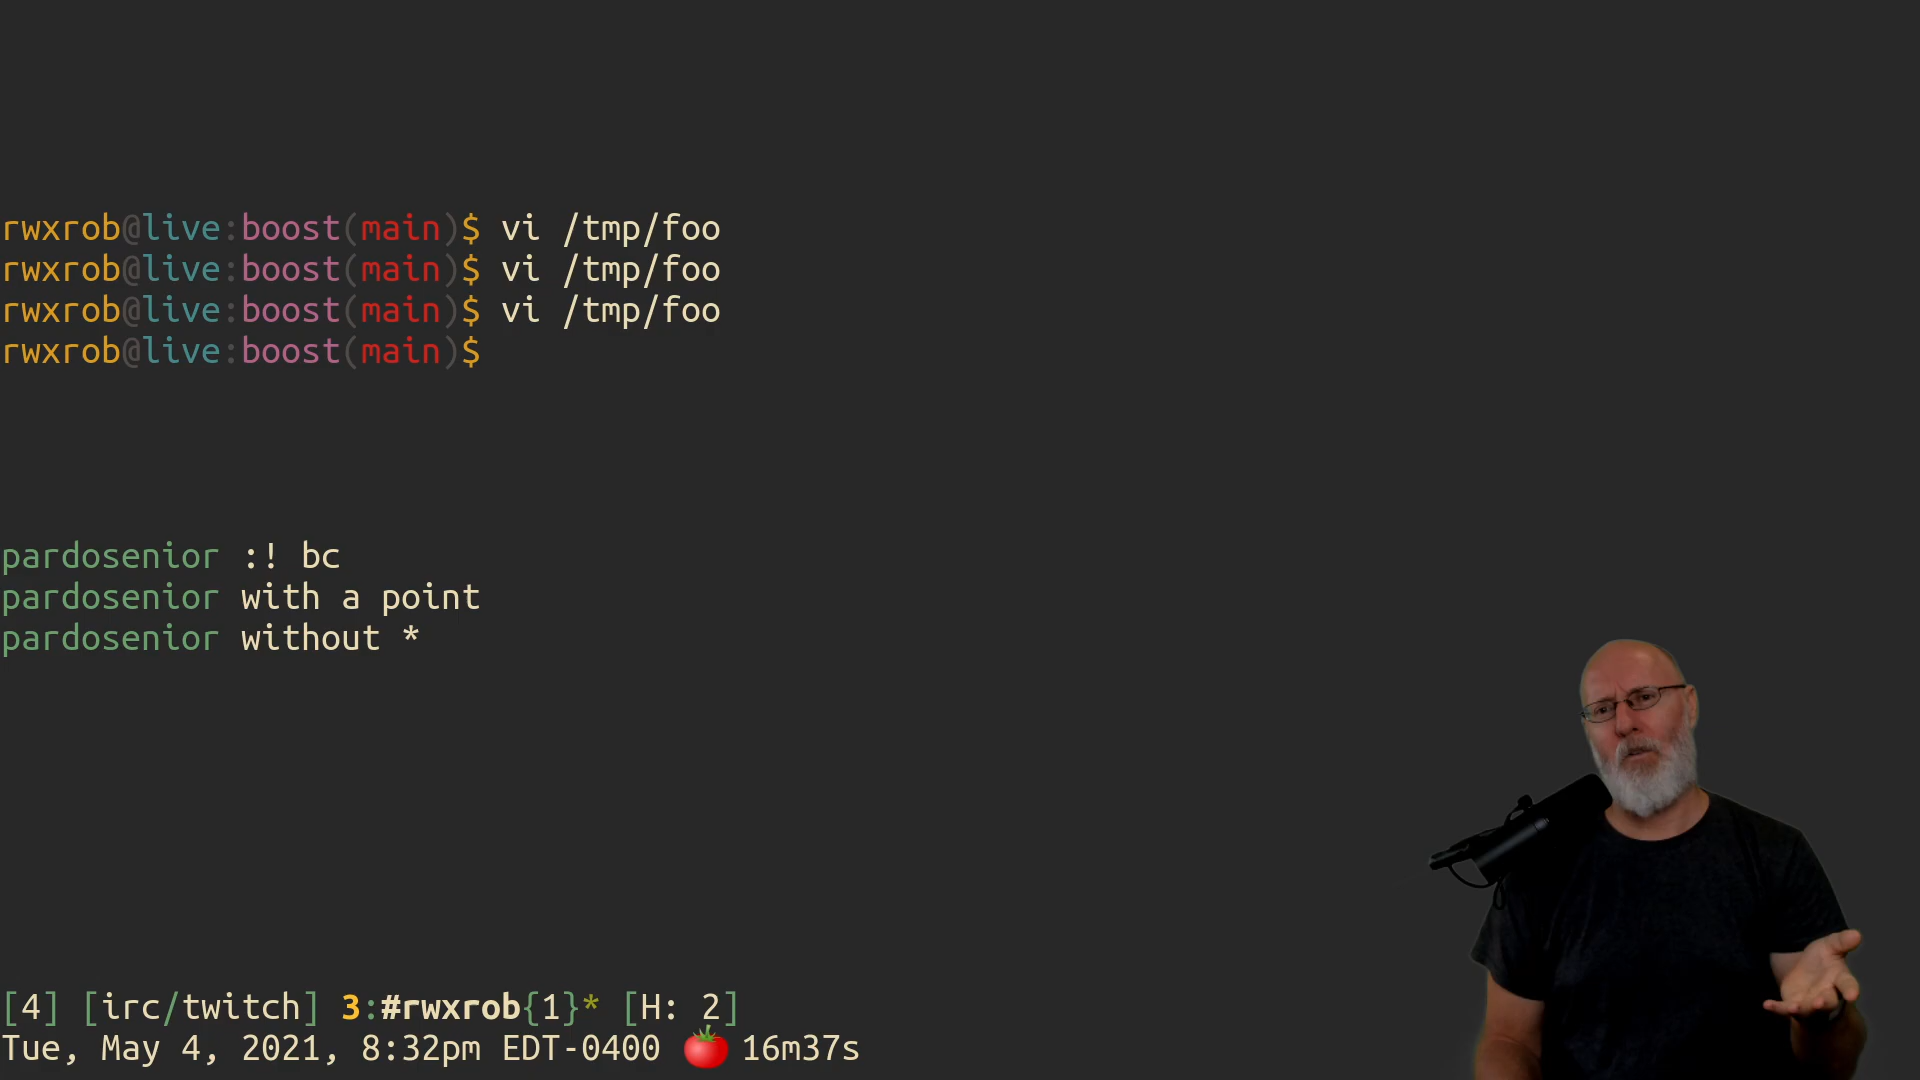 rwxrob@live:boost(main)$ vi /tmp/foo
rwxrob@live:boost(main)$ vi /tmp/foo
rwxrob@live:boost(main)$ vi /tmp/foo
rwxrob@live:boost(main)$
pardosenior :! bc
pardosenior with a point
pardosenior without *
[4] [irc/twitch] 3:#rwxrob{1}* [H: 2]
Tue, May 4, 2021, 8:32pm EDT-0400 🍅 16m37s